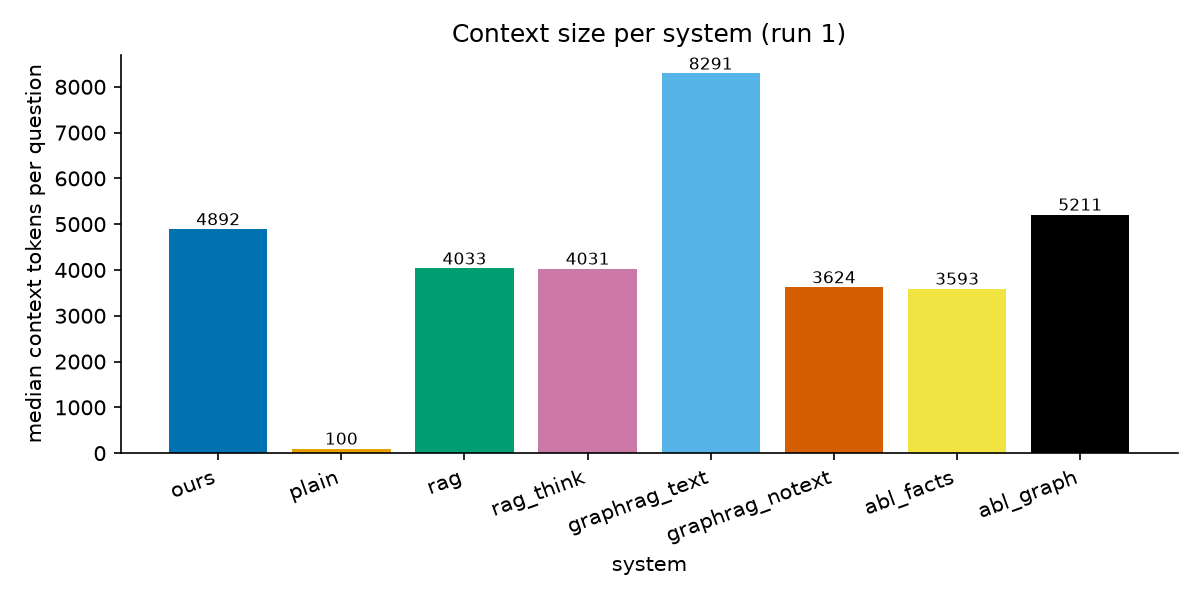 Context size per system (run 1)
median context tokens per question
8000
7000
6000
5000
4000
3000
2000
1000
0
4892
100
4033
4031
8291
3624
3593
5211
ours
plain
rag
rag_think
graphrag_text
graphrag_notext
abl_facts
abl_graph
system